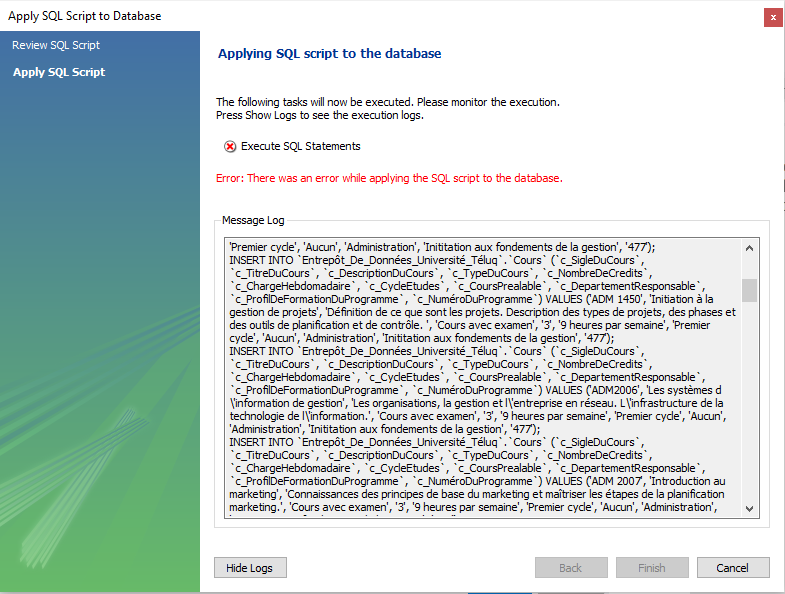 Apply SQL Script to Database
x
Review SQL Script
Apply SQL Script
Applying SQL script to the database
The following tasks will now be executed. Please monitor the execution.
Press Show Logs to see the execution logs.
Execute SQL Statements
Error: There was an error while applying the SQL script to the database.
Message Log
'Premier cycle', 'Aucun', 'Administration', 'Inititation aux fondements de la gestion', '477');
INSERT INTO `Entrepôt_De_Données_Université_Téluq`.`Cours` (`c_SigleDuCours`,
`c_TitreDuCours`, `c_DescriptionDuCours`, `c_TypeDuCours`, `c_NombreDeCredits`,
`c_ChargeHebdomadaire`, `c_CycleEtudes`, `c_CoursPrealable`, `c_DepartementResponsable`,
`c_ProfilDeFormationDuProgramme`, `c_NuméroDuProgramme`) VALUES ('ADM 1450', 'Initiation à la
gestion de projets', 'Définition de ce que sont les projets. Description des types de projets, des phases et
des outils de planification et de contrôle. ', 'Cours avec examen', '3', '9 heures par semaine', 'Premier
cycle', 'Aucun', 'Administration', 'Inititation aux fondements de la gestion', '477');
INSERT INTO `Entrepôt_De_Données_Université_Téluq`.`Cours` (`c_SigleDuCours`,
`c_TitreDuCours`, `c_DescriptionDuCours`, `c_TypeDuCours`, `c_NombreDeCredits`,
`c_ChargeHebdomadaire`, `c_CycleEtudes`, `c_CoursPrealable`, `c_DepartementResponsable`,
`c_ProfilDeFormationDuProgramme`, `c_NuméroDuProgramme`) VALUES ('ADM2006', 'Les systèmes d
\'information de gestion', 'Les organisations, la gestion et l\'entreprise en réseau. L\'infrastructure de la
technologie de l\'information.', 'Cours avec examen', '3', '9 heures par semaine', 'Premier cycle', 'Aucun',
'Administration', 'Inititation aux fondements de la gestion', '477');
INSERT INTO `Entrepôt_De_Données_Université_Téluq`.`Cours` (`c_SigleDuCours`,
`c_TitreDuCours`, `c_DescriptionDuCours`, `c_TypeDuCours`, `c_NombreDeCredits`,
`c_ChargeHebdomadaire`, `c_CycleEtudes`, `c_CoursPrealable`, `c_DepartementResponsable`,
`c_ProfilDeFormationDuProgramme`, `c_NuméroDuProgramme`) VALUES ('ADM 2007', 'Introduction au
marketing', 'Connaissances des principes de base du marketing et maîtriser les étapes de la planification
marketing.', 'Cours avec examen', '3', '9 heures par semaine', 'Premier cycle', 'Aucun', 'Administration',
Hide Logs
Back
Finish
Cancel